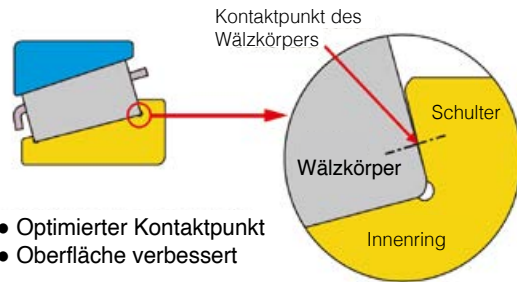 Kontaktpunkt des
Wälzkörpers
Schulter
Wälzkörper
Innenring
● Optimierter Kontaktpunkt
● Oberfläche verbessert